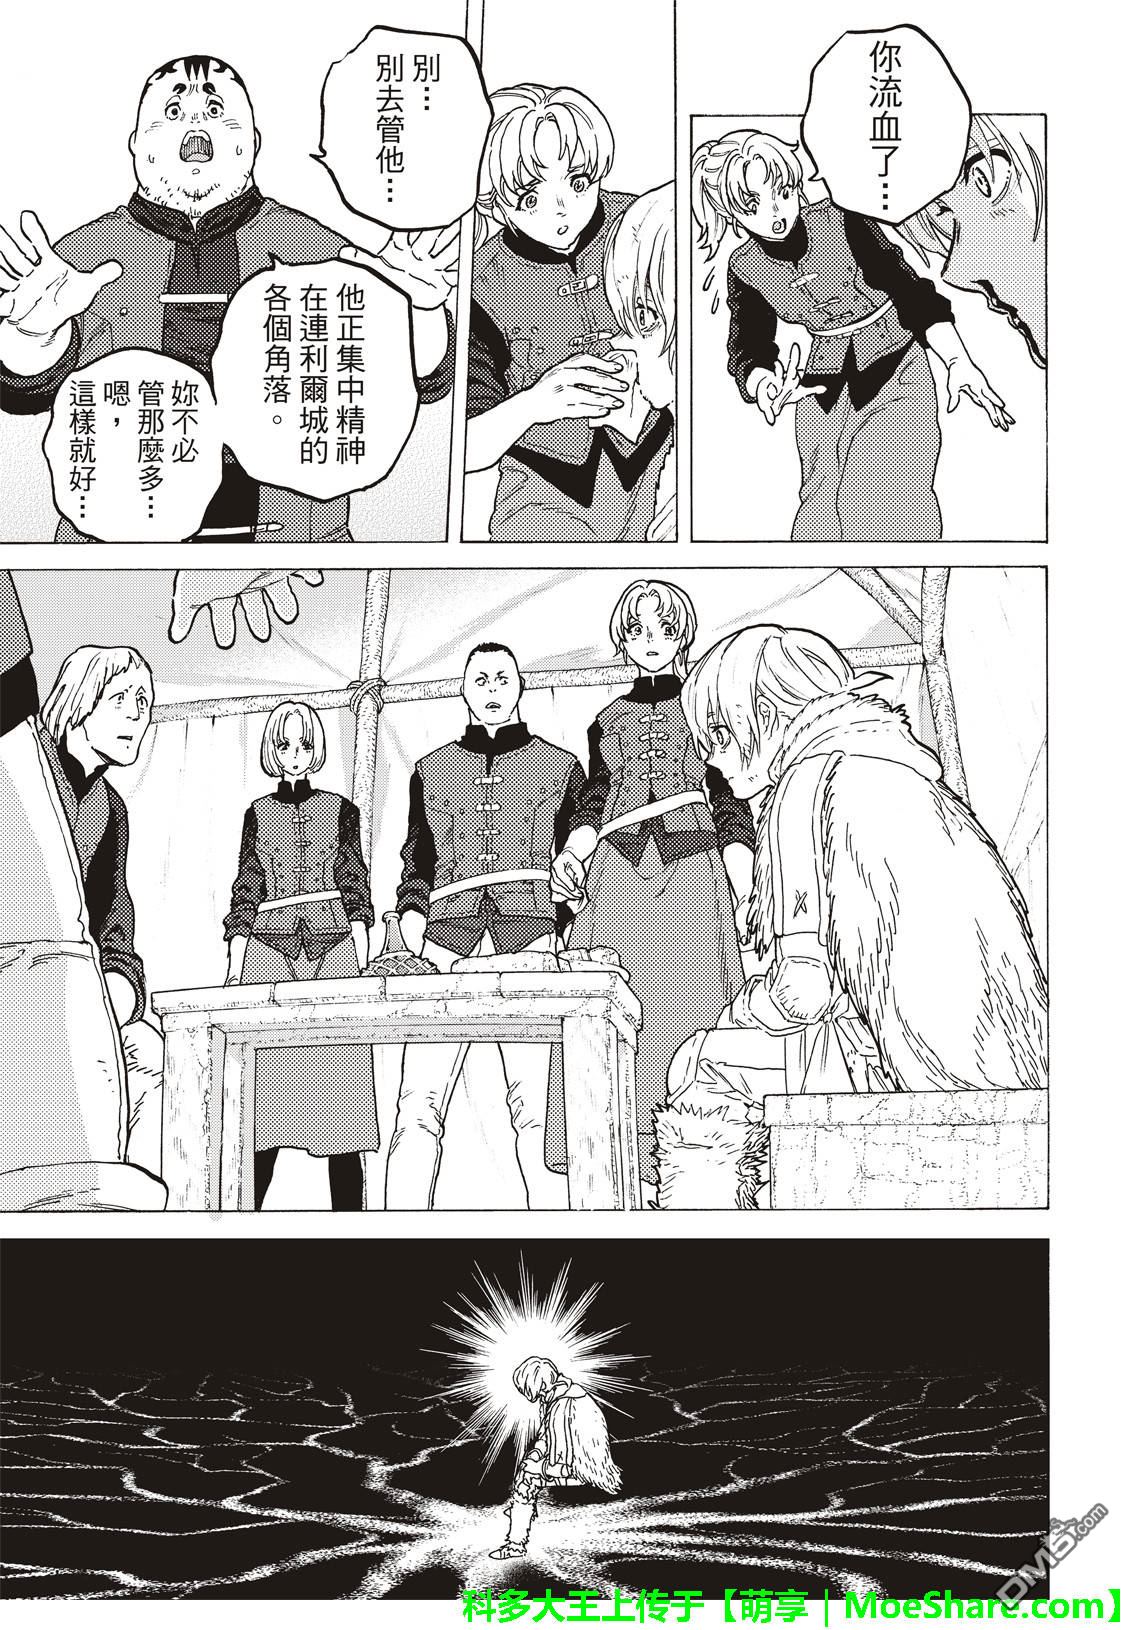 你流血了…
別…
別去管他…
他正集中精神
在連利爾城的
各個角落。
妳不必
管那麼多…
嗯，
這樣就好…
DM5.com
科多大王上传于【萌享｜MoeShare.com】